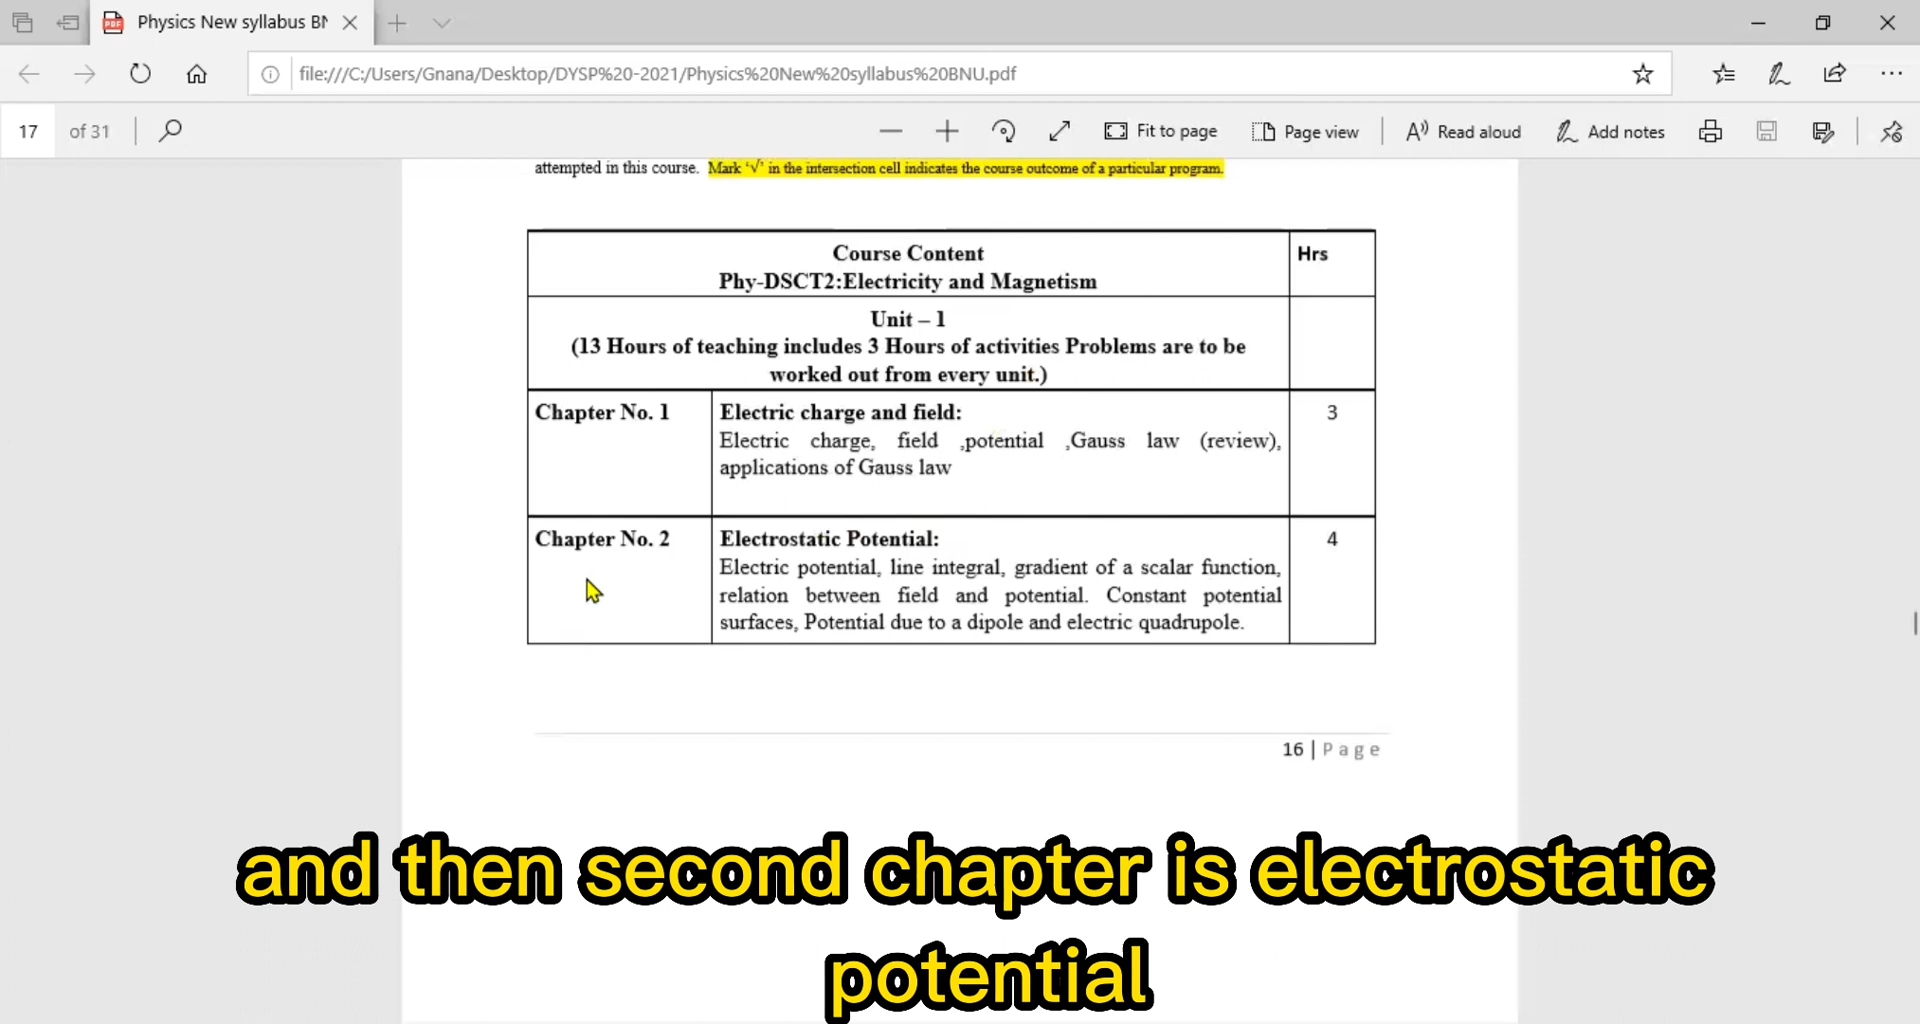 Physics New syllabus BN
file:///C:/Users/Gnana/Desktop/DYSP%20-2021/Physics%20New%20syllabus%20BNU.pdf
17 of 31 Fit to page Page view Read aloud Add notes
attempted in this course. Mark ‘√’ in the intersection cell indicates the course outcome of a particular program.
Course Content Hrs
Phy-DSCT2:Electricity and Magnetism
Unit – 1
(13 Hours of teaching includes 3 Hours of activities Problems are to be
worked out from every unit.)
Chapter No. 1 Electric charge and field: 3
Electric charge, field ,potential ,Gauss law (review),
applications of Gauss law
Chapter No. 2 Electrostatic Potential: 4
Electric potential, line integral, gradient of a scalar function,
relation between field and potential. Constant potential
surfaces, Potential due to a dipole and electric quadrupole.
16 | Page
and then second chapter is electrostatic
potential